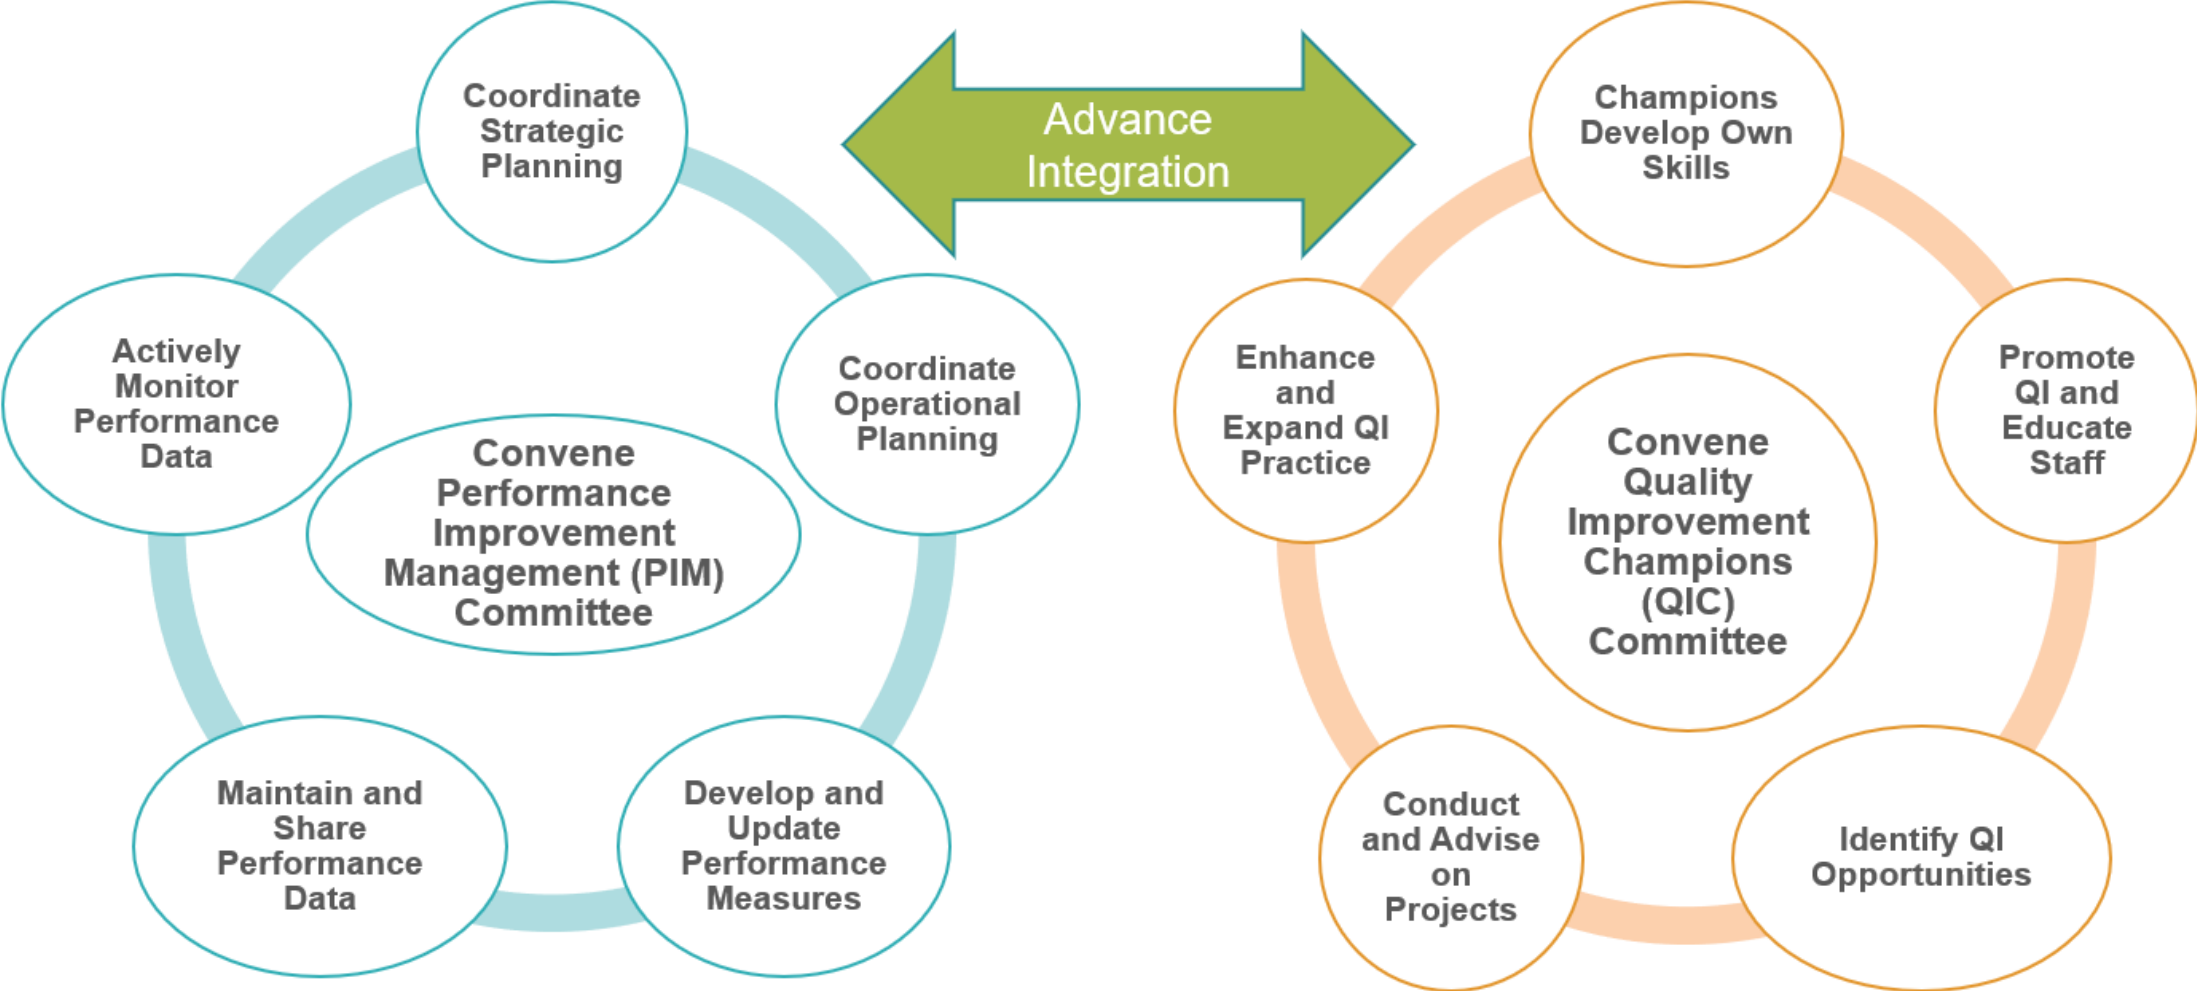 Coordinate
Strategic
Planning
Coordinate
Operational
Planning
Develop and
Update
Performance
Measures
Maintain and
Share
Performance
Data
Actively
Monitor
Performance
Data
Convene
Performance
Improvement
Management (PIM)
Committee
Advance
Integration
Champions
Develop Own
Skills
Promote
QI and
Educate
Staff
Identify QI
Opportunities
Conduct
and Advise
on
Projects
Enhance
and
Expand QI
Practice
Convene
Quality
Improvement
Champions
(QIC)
Committee